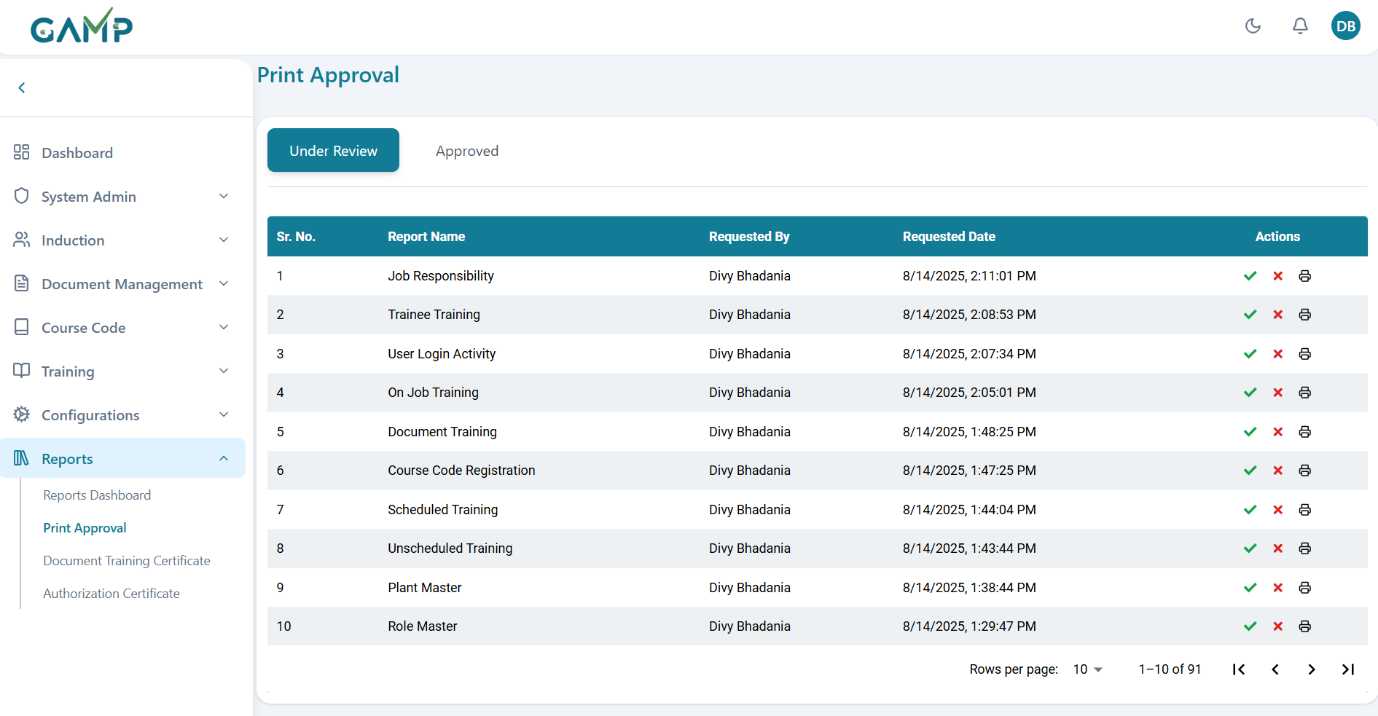 GAMP
DB
Print Approval
Under Review
Approved
Dashboard
System Admin
Induction
Document Management
Course Code
Training
Configurations
Reports
Reports Dashboard
Print Approval
Document Training Certificate
Authorization Certificate
Sr. No. Report Name Requested By Requested Date Actions
1 Job Responsibility Divy Bhadania 8/14/2025, 2:11:01 PM
2 Trainee Training Divy Bhadania 8/14/2025, 2:08:53 PM
3 User Login Activity Divy Bhadania 8/14/2025, 2:07:34 PM
4 On Job Training Divy Bhadania 8/14/2025, 2:05:01 PM
5 Document Training Divy Bhadania 8/14/2025, 1:48:25 PM
6 Course Code Registration Divy Bhadania 8/14/2025, 1:47:25 PM
7 Scheduled Training Divy Bhadania 8/14/2025, 1:44:04 PM
8 Unscheduled Training Divy Bhadania 8/14/2025, 1:43:44 PM
9 Plant Master Divy Bhadania 8/14/2025, 1:38:44 PM
10 Role Master Divy Bhadania 8/14/2025, 1:29:47 PM
Rows per page: 10 1–10 of 91